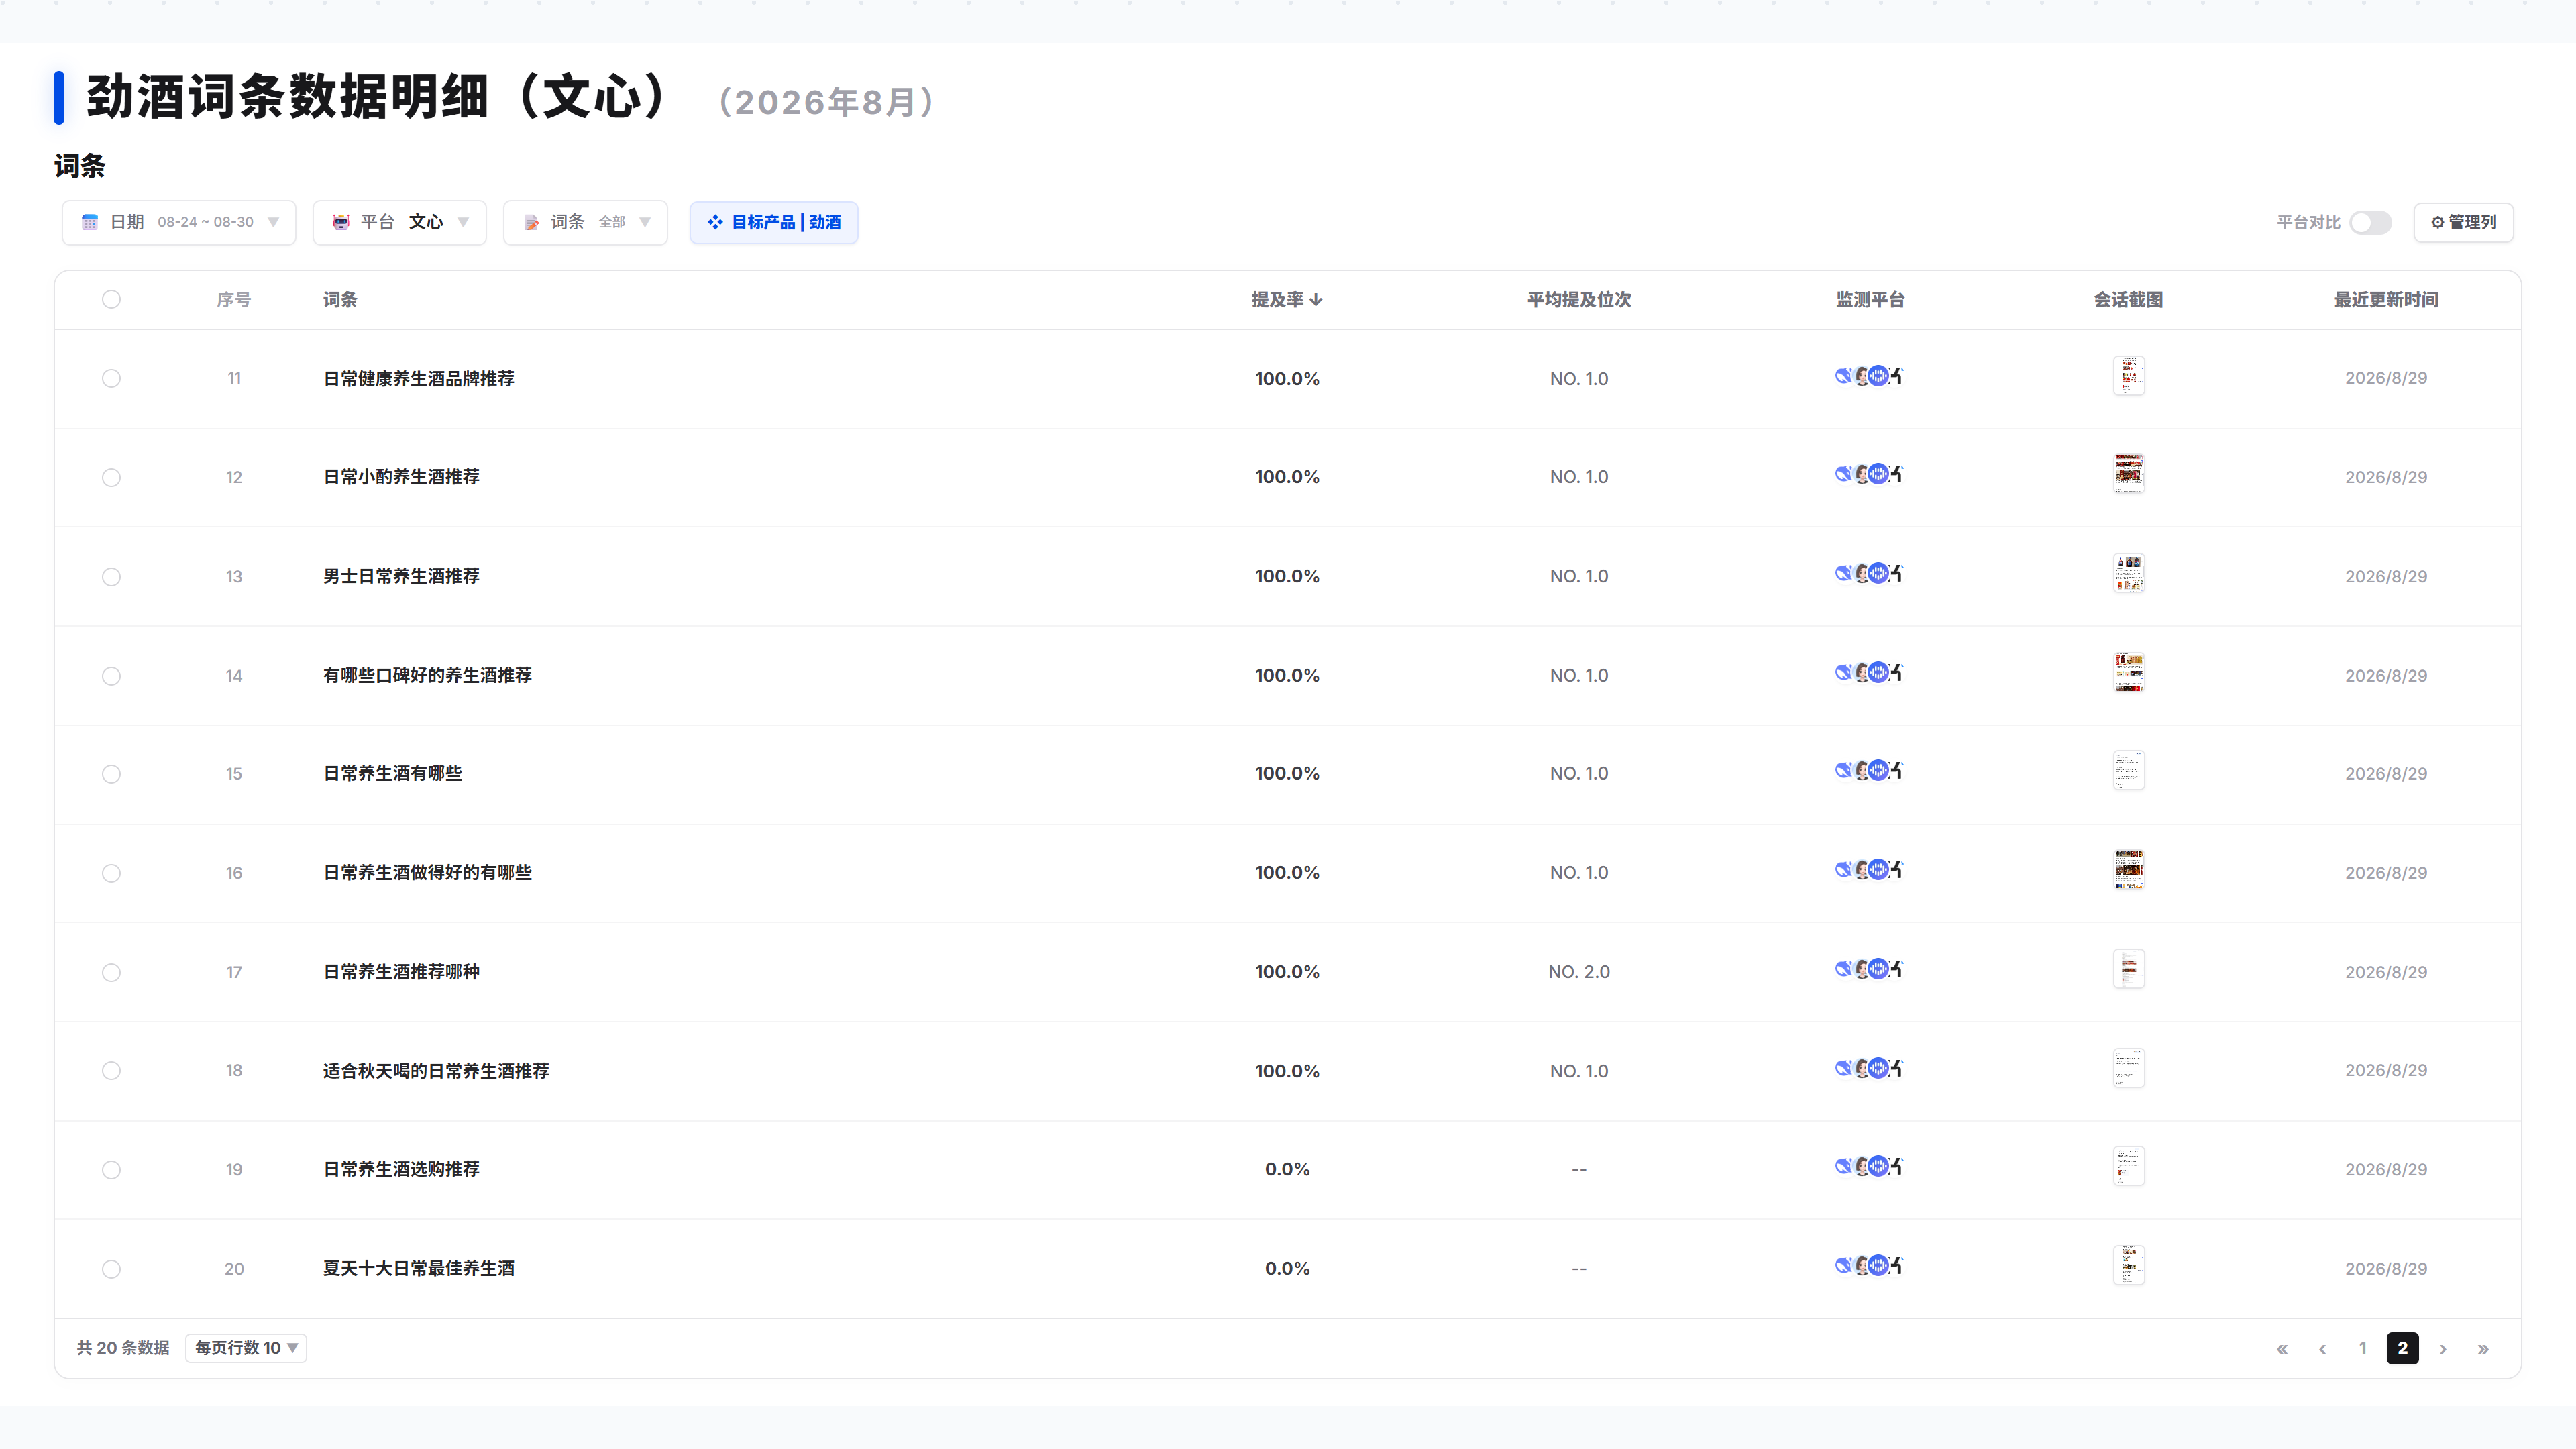 劲酒词条数据明细（文心） （2026年8月）
词条
日期 08-24 ~ 08-30 ▼ 平台 文心 ▼ 词条 全部 ▼ 目标产品 | 劲酒 平台对比 管理列
序号 词条 提及率 ↓ 平均提及位次 监测平台 会话截图 最近更新时间
11 日常健康养生酒品牌推荐 100.0% NO. 1.0 2026/8/29
12 日常小酌养生酒推荐 100.0% NO. 1.0 2026/8/29
13 男士日常养生酒推荐 100.0% NO. 1.0 2026/8/29
14 有哪些口碑好的养生酒推荐 100.0% NO. 1.0 2026/8/29
15 日常养生酒有哪些 100.0% NO. 1.0 2026/8/29
16 日常养生酒做得好的有哪些 100.0% NO. 1.0 2026/8/29
17 日常养生酒推荐哪种 100.0% NO. 2.0 2026/8/29
18 适合秋天喝的日常养生酒推荐 100.0% NO. 1.0 2026/8/29
19 日常养生酒选购推荐 0.0% -- 2026/8/29
20 夏天十大日常最佳养生酒 0.0% -- 2026/8/29
共 20 条数据 每页行数 10 ▼ « ‹ 1 2 › »